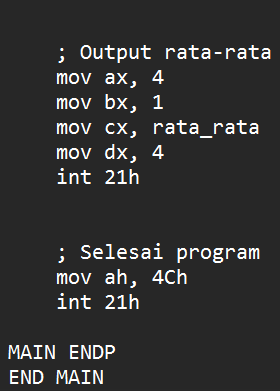 ; Output rata-rata
mov ax, 4
mov bx, 1
mov cx, rata_rata
mov dx, 4
int 21h
; Selesai program
mov ah, 4Ch
int 21h
MAIN ENDP
END MAIN